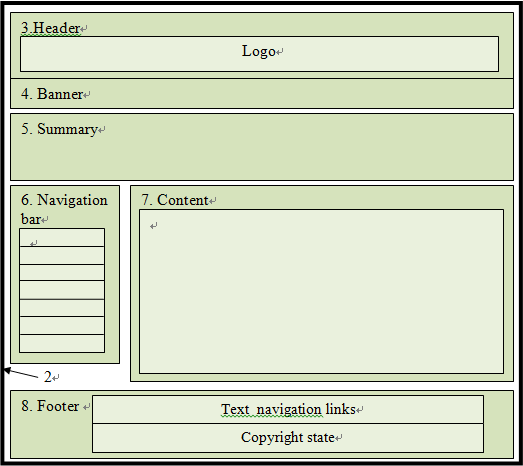 3.Header
Logo
4. Banner
5. Summary
6. Navigation
bar
7. Content
2
8. Footer
Text navigation links
Copyright state